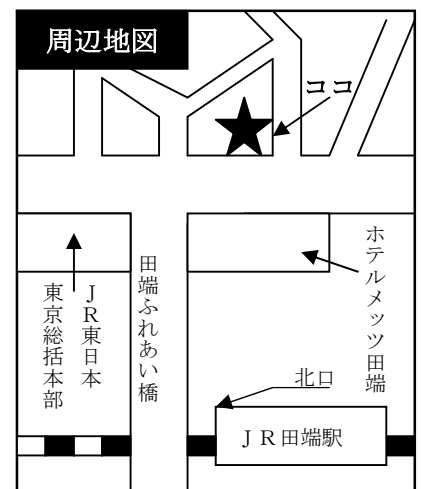 周辺地図
ココ
ホテルメッツ田端
田端ふれあい橋
ＪＲ東日本
東京総括本部
北口
ＪＲ田端駅